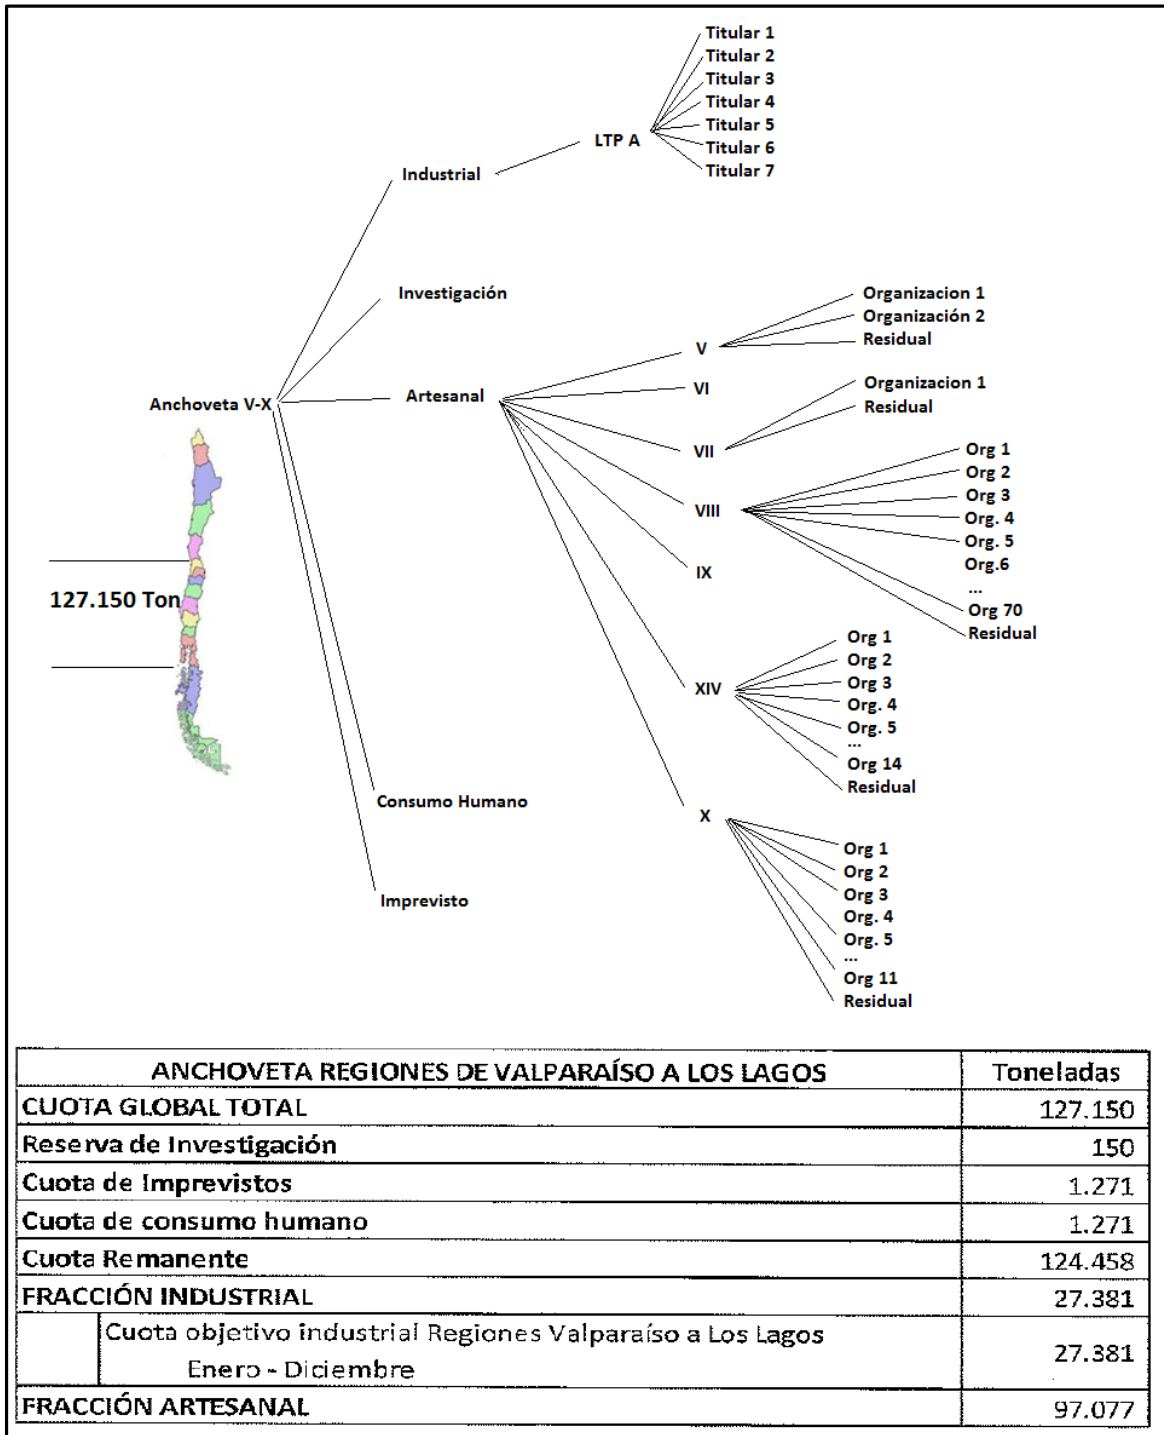 Titular 1
Titular 2
Titular 3
Titular 4
Titular 5
Titular 6
Titular 7
LTP A
Industrial
Investigación
Organizacion 1
Organización 2
Residual
V
VI
Artesanal
Anchoveta V-X
Organizacion 1
Residual
VII
Org 1
Org 2
Org 3
Org. 4
Org. 5
Org.6
...
Org 70
Residual
VIII
IX
127.150 Ton
Org 1
Org 2
Org 3
Org. 4
Org. 5
...
Org 14
Residual
XIV
Consumo Humano
X
Org 1
Org 2
Org 3
Org. 4
Org. 5
...
Org 11
Residual
Imprevisto
ANCHOVETA REGIONES DE VALPARAÍSO A LOS LAGOS Toneladas
CUOTA GLOBAL TOTAL 127.150
Reserva de Investigación 150
Cuota de Imprevistos 1.271
Cuota de consumo humano 1.271
Cuota Remanente 124.458
FRACCIÓN INDUSTRIAL 27.381
Cuota objetivo industrial Regiones Valparaíso a Los Lagos
Enero - Diciembre 27.381
FRACCIÓN ARTESANAL 97.077